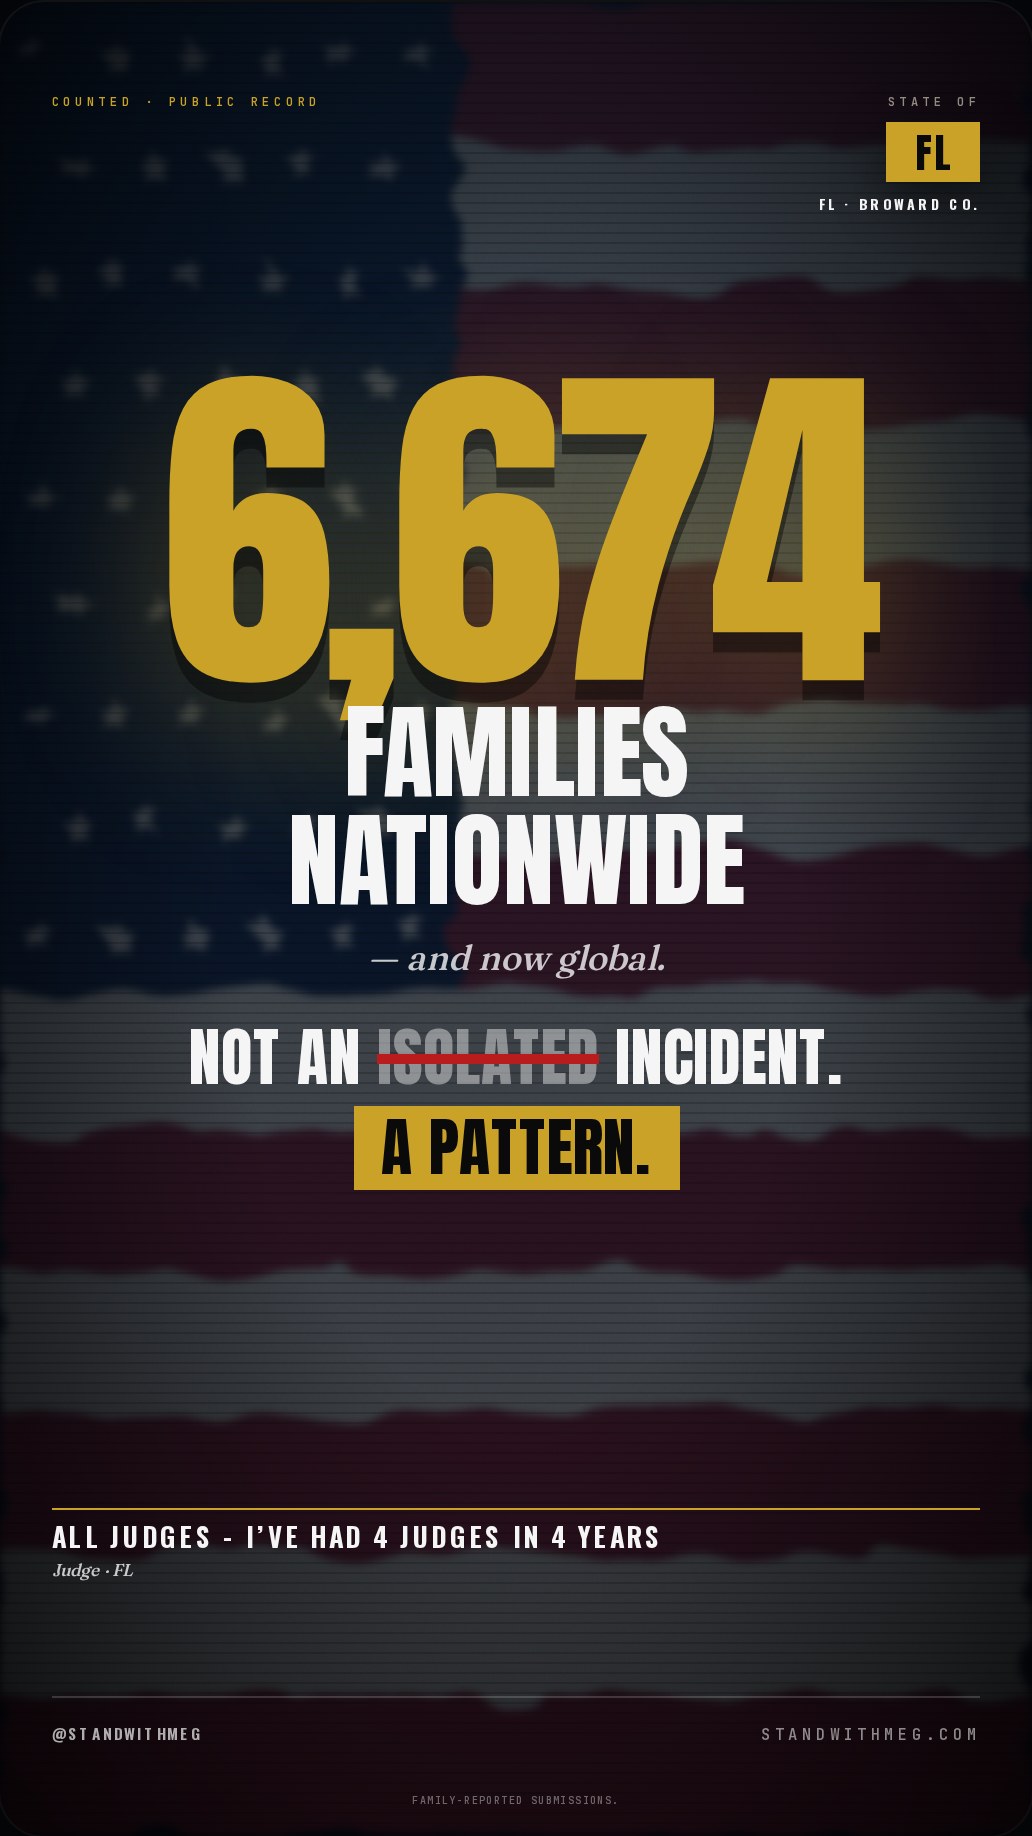 COUNTED · PUBLIC RECORD
STATE OF
FL
FL · BROWARD CO.
6,674
FAMILIES
NATIONWIDE
— and now global.
NOT AN ISOLATED INCIDENT.
A PATTERN.
ALL JUDGES - I’VE HAD 4 JUDGES IN 4 YEARS
Judge · FL
@STANDWITHMEG
STANDWITHMEG.COM
FAMILY-REPORTED SUBMISSIONS.